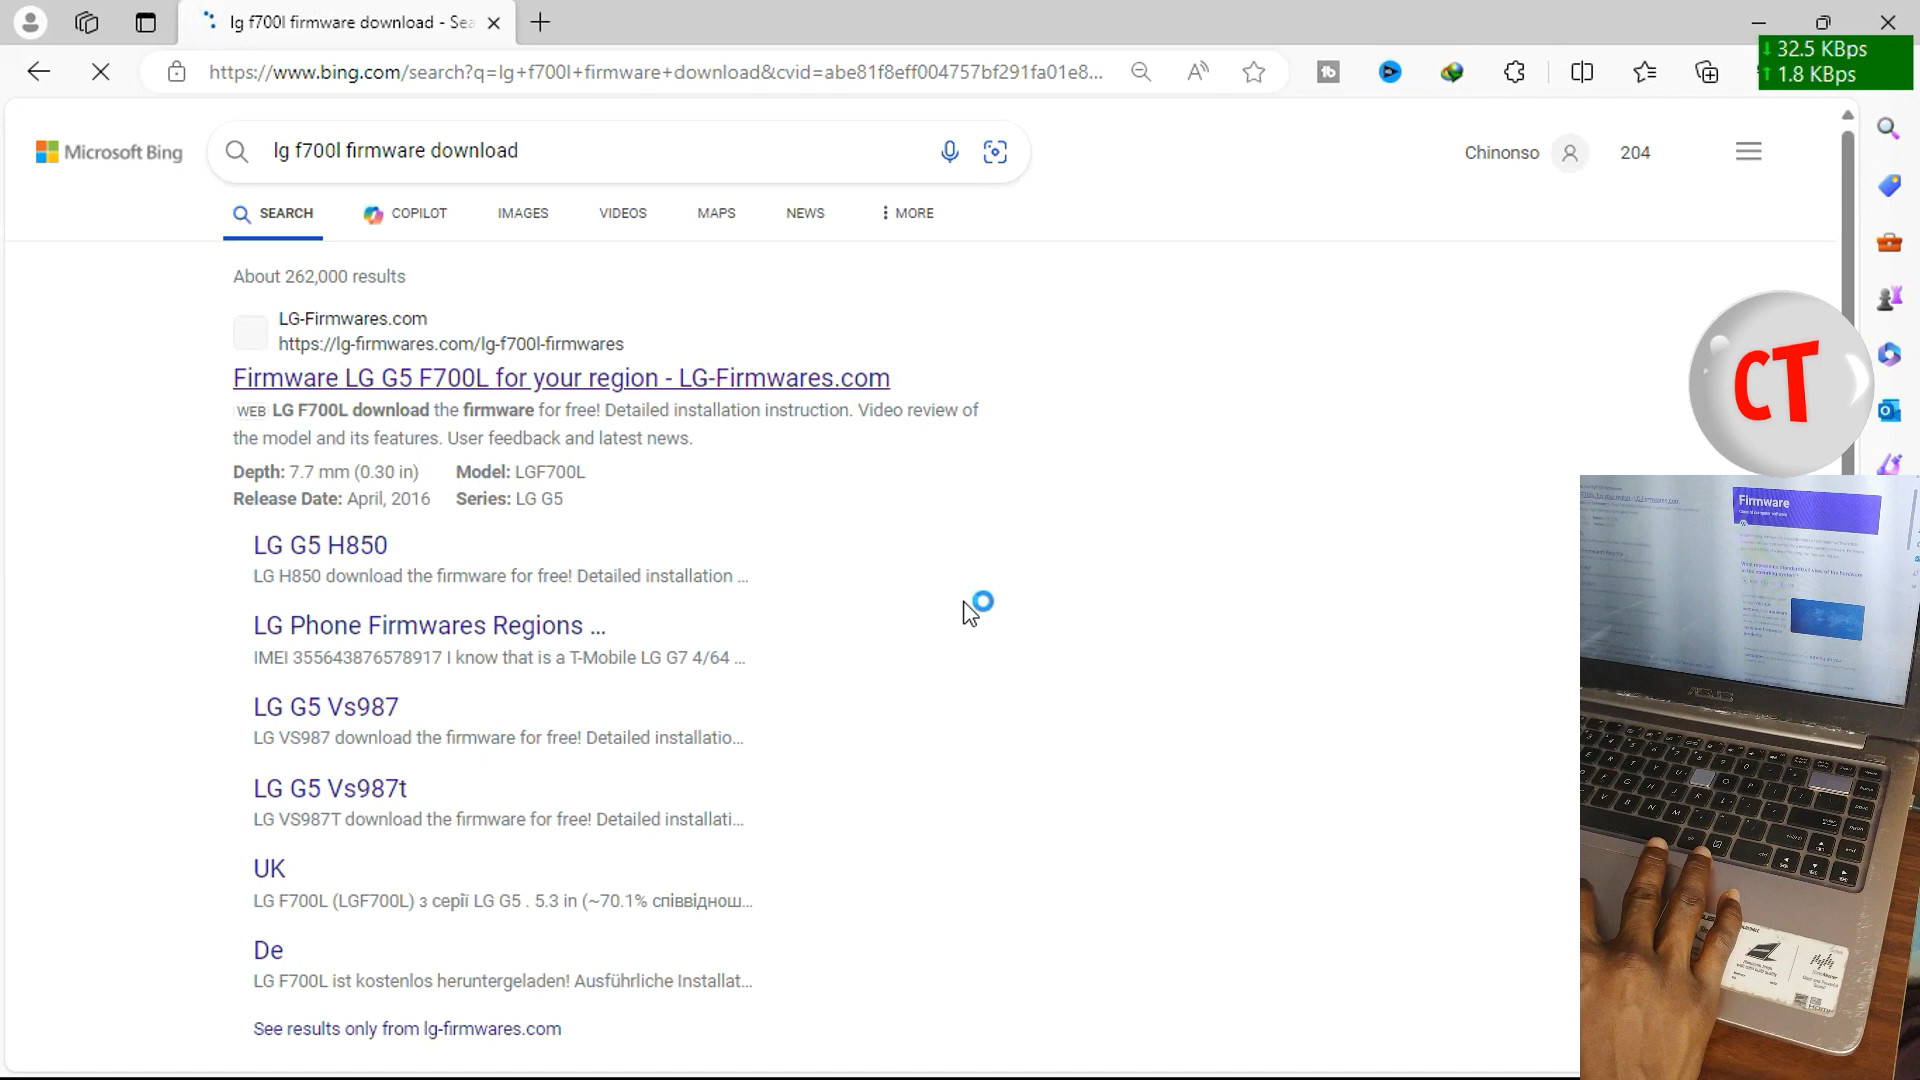 lg f700l firmware download - Sea
32.5 KBps
1.8 KBps
https://www.bing.com/search?q=lg+f700l+firmware+download&cvid=abe81f8eff004757bf291fa01e8...
Microsoft Bing
lg f700l firmware download
Chinonso
204
SEARCH
COPILOT
IMAGES
VIDEOS
MAPS
NEWS
MORE
About 262,000 results
LG-Firmwares.com
https://lg-firmwares.com/lg-f700l-firmwares
Firmware LG G5 F700L for your region - LG-Firmwares.com
WEB LG F700L download the firmware for free! Detailed installation instruction. Video review of
the model and its features. User feedback and latest news.
Depth: 7.7 mm (0.30 in) Model: LGF700L
Release Date: April, 2016 Series: LG G5
LG G5 H850
LG H850 download the firmware for free! Detailed installation ...
LG Phone Firmwares Regions ...
IMEI 355643876578917 I know that is a T-Mobile LG G7 4/64 ...
LG G5 Vs987
LG VS987 download the firmware for free! Detailed installatio...
LG G5 Vs987t
LG VS987T download the firmware for free! Detailed installati...
UK
LG F700L (LGF700L) з серії LG G5 . 5.3 in (~70.1% співвіднош...
De
LG F700L ist kostenlos heruntergeladen! Ausführliche Installat...
See results only from lg-firmwares.com
CT
Firmware
ASUS